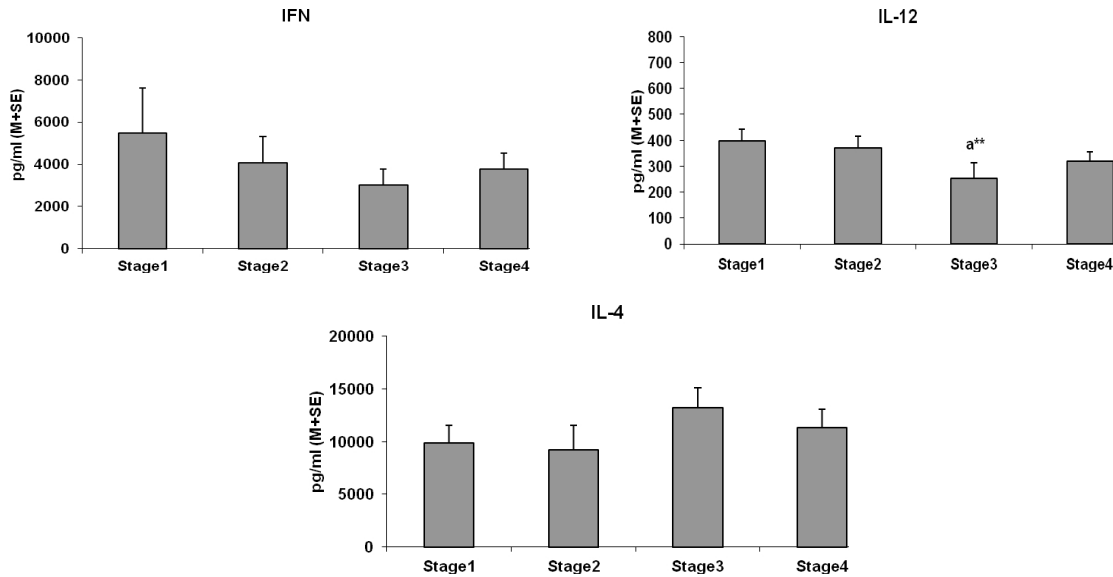 IFN
10000
8000
6000
4000
2000
0
pg/ml (M+SE)
Stage1 Stage2 Stage3 Stage4
IL-12
800
700
600
500
400
300
200
100
0
pg/ml (M+SE)
a**
Stage1 Stage2 Stage3 Stage4
IL-4
20000
15000
10000
5000
0
pg/ml (M+SE)
Stage1 Stage2 Stage3 Stage4